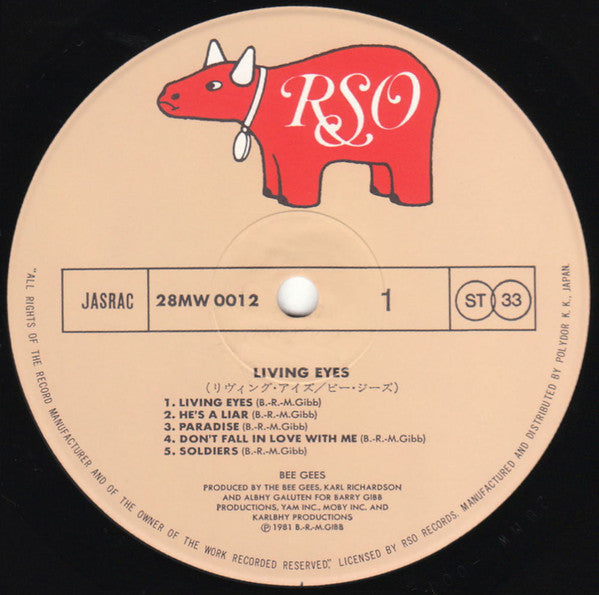 RSO
JASRAC
28MW 0012
1
ST 33
LIVING EYES
(リヴィング・アイズ/ビー・ジーズ)
1. LIVING EYES (B.-R.-M.Gibb)
2. HE'S A LIAR (B.-R.-M.Gibb)
3. PARADISE (B.-R.-M.Gibb)
4. DON'T FALL IN LOVE WITH ME (B.-R.-M.Gibb)
5. SOLDIERS (B.-R.-M.Gibb)
BEE GEES
PRODUCED BY THE BEE GEES, KARL RICHARDSON
AND ALBHY GALUTEN FOR BARRY GIBB
PRODUCTIONS, YAM INC., MOBY INC. AND
KARLBHY PRODUCTIONS
Ⓟ 1981 B.-R.-M.GIBB
"ALL RIGHTS OF THE RECORD MANUFACTURER AND OF THE OWNER OF THE WORK RECORDED RESERVED," LICENSED BY RSO RECORDS. MANUFACTURED AND DISTRIBUTED BY POLYDOR K. K., JAPAN.